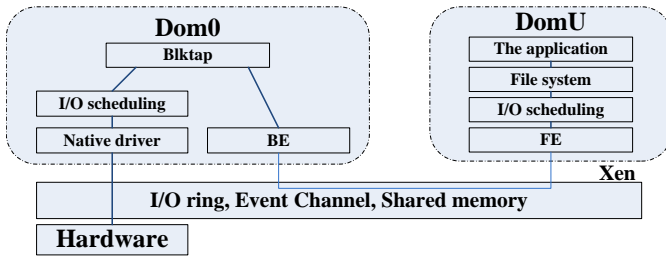 Dom0
Blktap
I/O scheduling
Native driver
BE
DomU
The application
File system
I/O scheduling
FE
Xen
I/O ring, Event Channel, Shared memory
Hardware